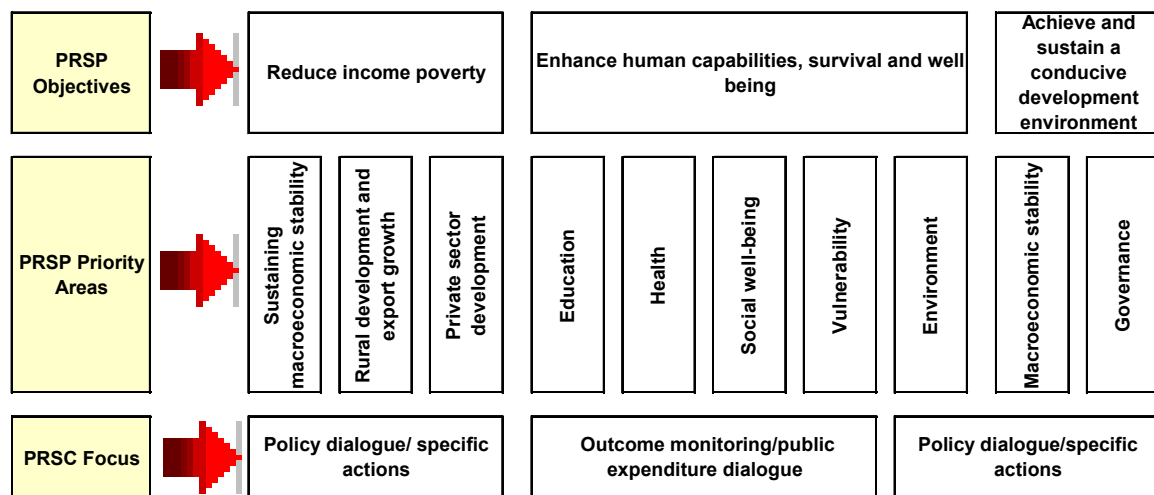 PRSP
Objectives
Reduce income poverty
Enhance human capabilities, survival and well
being
Achieve and
sustain a
conducive
development
environment
PRSP Priority
Areas
Sustaining
macroeconomic stability
Rural development and
export growth
Private sector
development
Education
Health
Social well-being
Vulnerability
Environment
Macroeconomic stability
Governance
PRSC Focus
Policy dialogue/ specific
actions
Outcome monitoring/public
expenditure dialogue
Policy dialogue/specific
actions